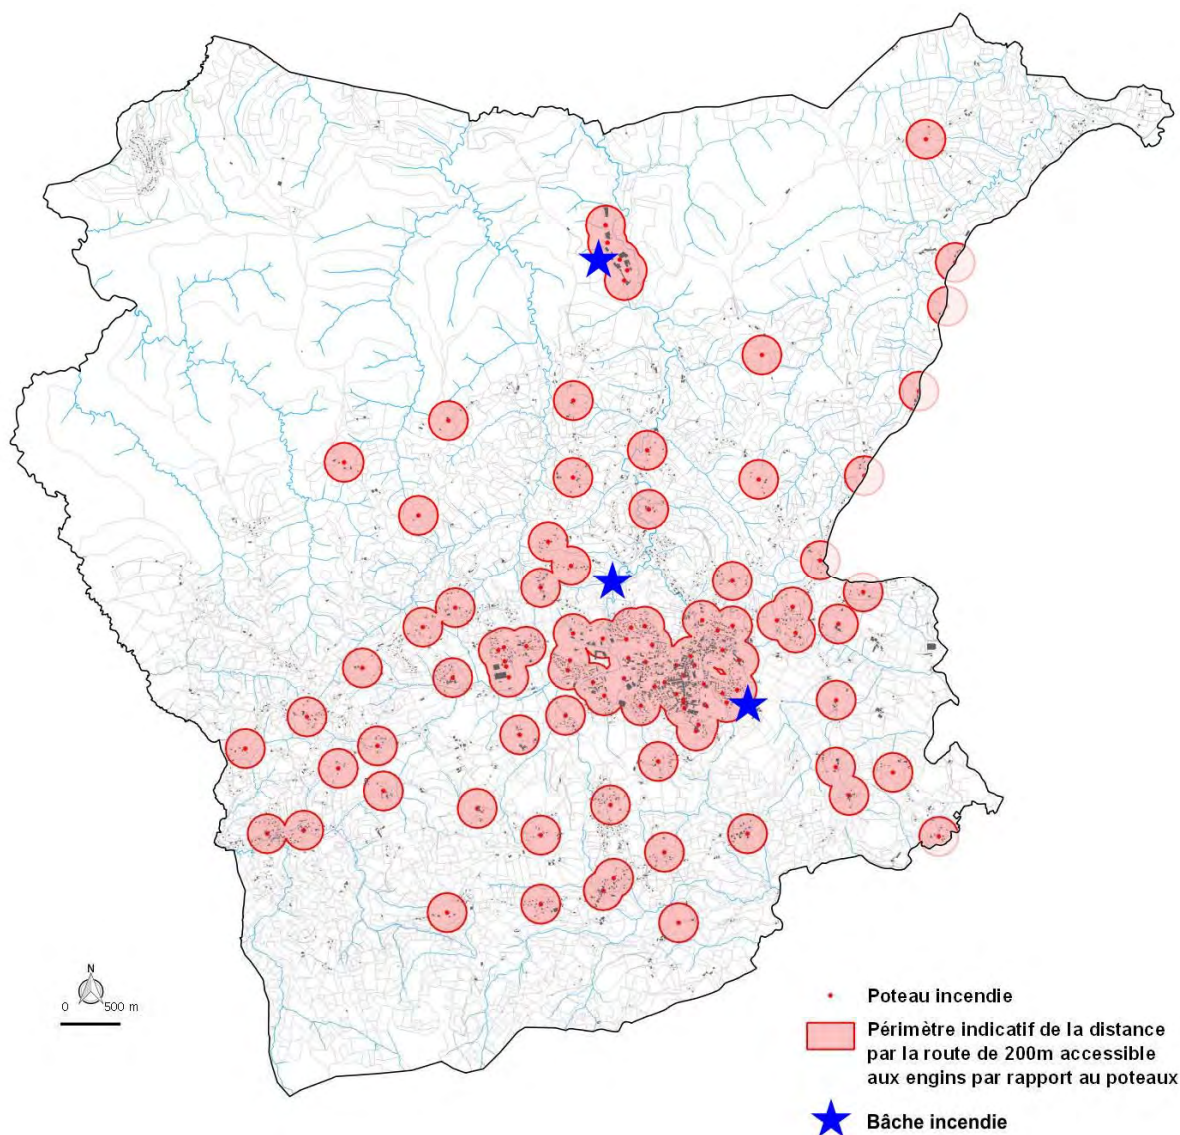 N
0 500 m
Poteau incendie
Périmètre indicatif de la distance
par la route de 200m accessible
aux engins par rapport au poteaux
Bâche incendie